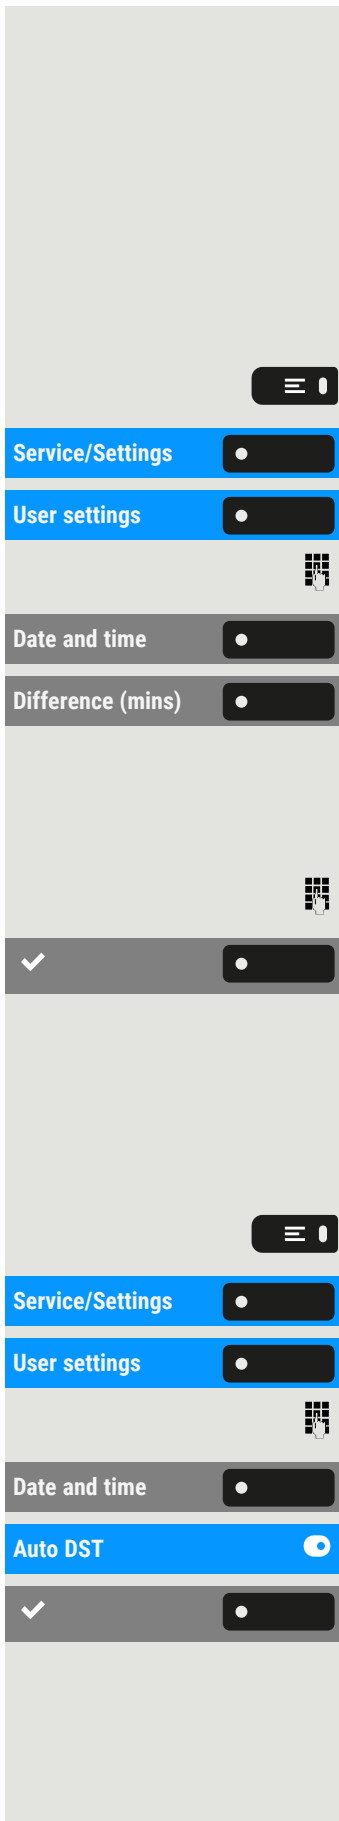 Service/Settings
User settings
Date and time
Difference (mins)
Service/Settings
User settings
Date and time
Auto DST